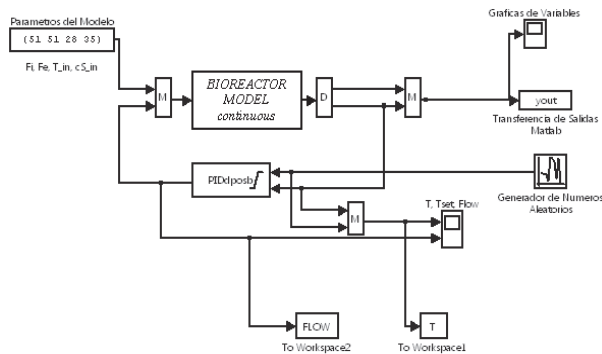 Parametros del Modelo
(51 51 28 35)
Fi, Fe, T_in, cS_in
M
BIOREACTOR
MODEL
continuous
D
M
Graficas de Variables
yout
Transferencia de Salidas
Matlab
PIDdposb
Generador de Numeros
Aleatorios
M
T, Tset, Flow
FLOW
To Workspace2
T
To Workspace1